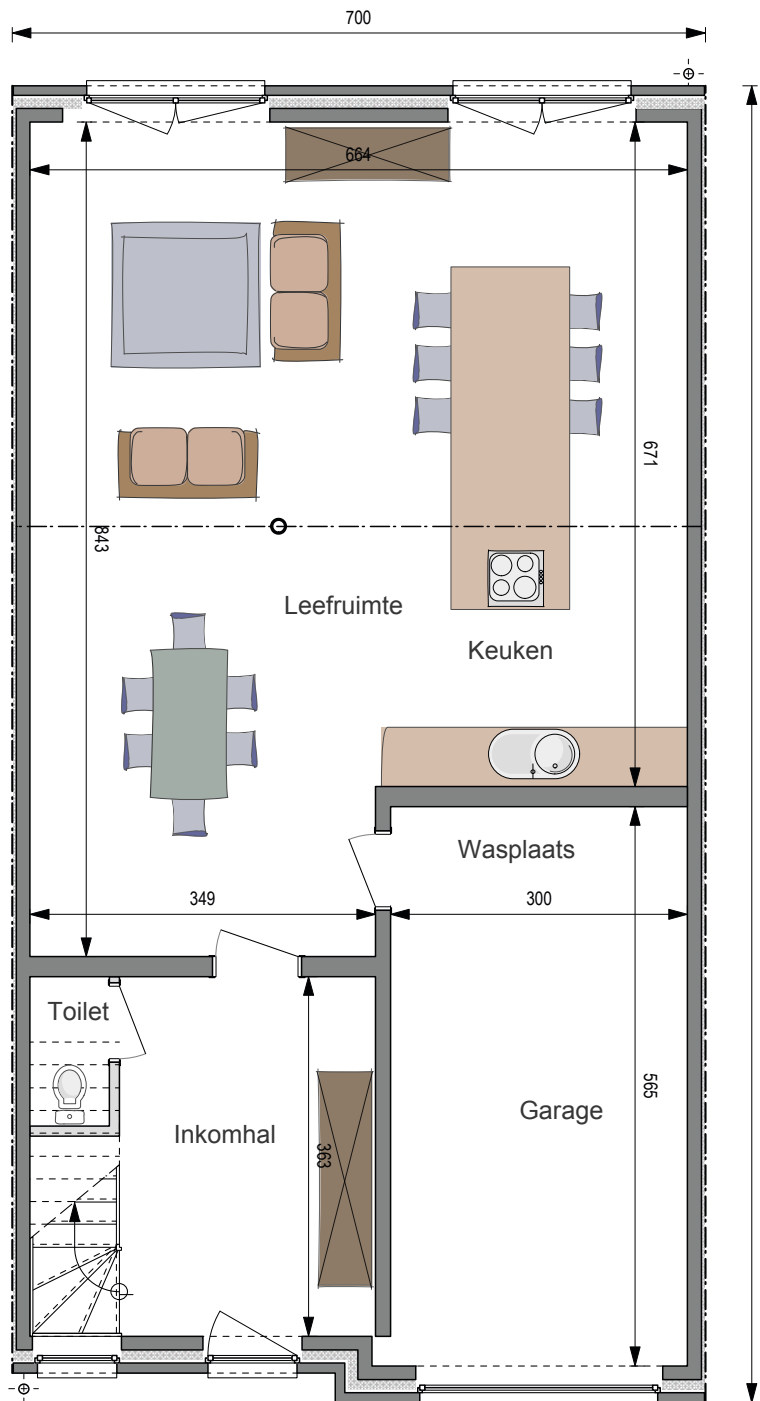 700
664
671
843
Leefruimte
Keuken
Wasplaats
349
300
Toilet
565
Garage
Inkomhal
363